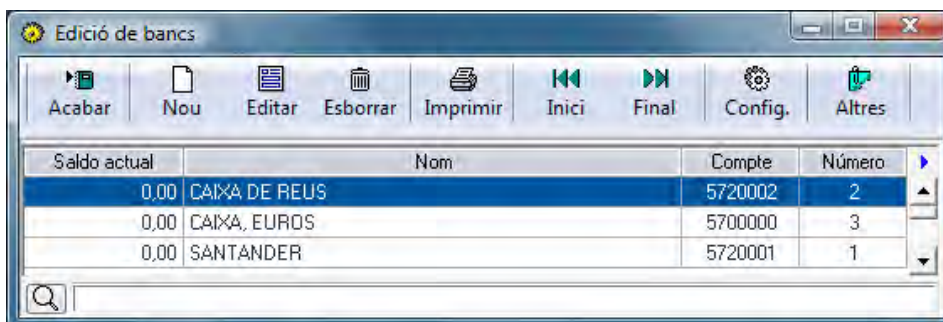 Edició de bancs
Acabar Nou Editar Esborrar Imprimir Inici Final Config. Altres
Saldo actual Nom Compte Número
0,00 CAIXA DE REUS 5720002 2
0,00 CAIXA, EUROS 5700000 3
0,00 SANTANDER 5720001 1